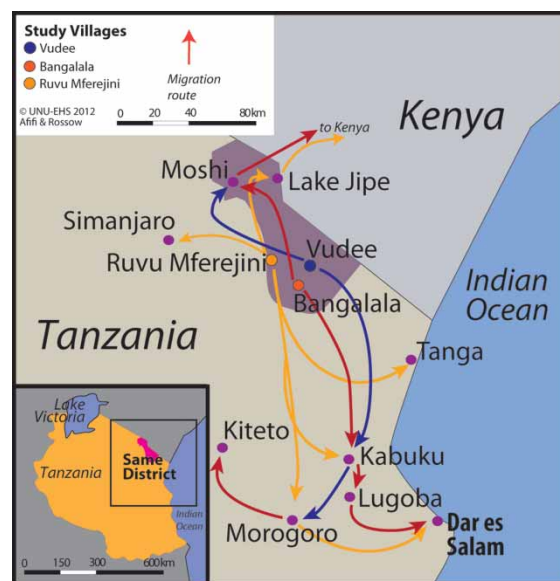 Study Villages
Vudee
Bangalala
Ruvu Mferejini
Migration
route
© UNU-EHS 2012
Afifi & Rossow
0 20 40 80km
to Kenya
Kenya
Moshi
Lake Jipe
Simanjaro
Vudee
Ruvu Mferejini
Bangalala
Indian
Ocean
Tanzania
Tanga
Kiteto
Kabuku
Lugoba
Morogoro
Dar es
Salam
Lake
Victoria
Same
District
Tanzania
Indian
Ocean
0 150 300 600km